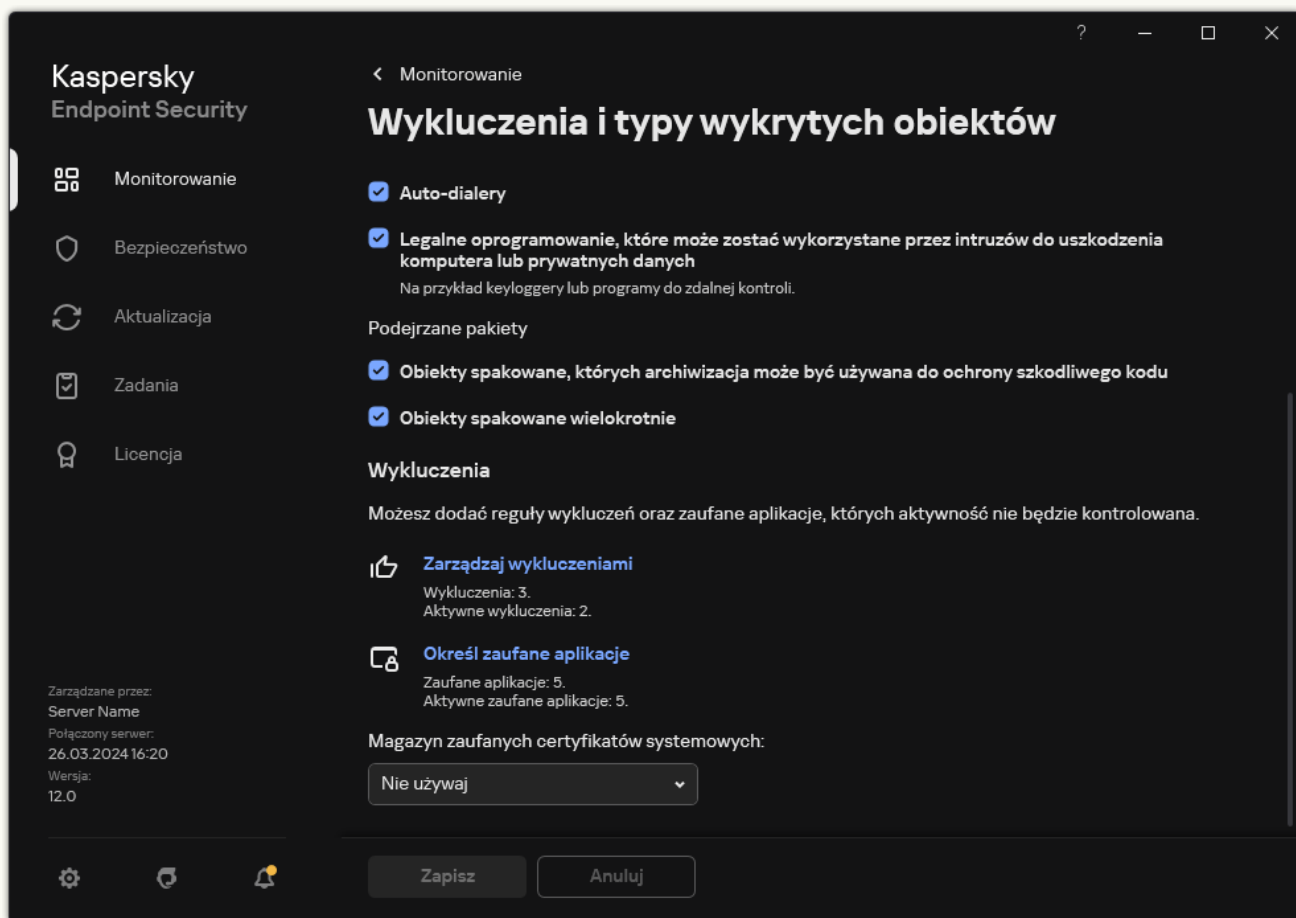 Kaspersky
Endpoint Security
Monitorowanie
Bezpieczeństwo
Aktualizacja
Zadania
Licencja
Zarządzane przez:
Server Name
Połączony serwer:
26.03.2024 16:20
Wersja:
12.0
?
Monitorowanie
Wykluczenia i typy wykrytych obiektów
Auto-dialery
Legalne oprogramowanie, które może zostać wykorzystane przez intruzów do uszkodzenia
komputera lub prywatnych danych
Na przykład keyloggery lub programy do zdalnej kontroli.
Podejrzane pakiety
Obiekty spakowane, których archiwizacja może być używana do ochrony szkodliwego kodu
Obiekty spakowane wielokrotnie
Wykluczenia
Możesz dodać reguły wykluczeń oraz zaufane aplikacje, których aktywność nie będzie kontrolowana.
Zarządzaj wykluczeniami
Wykluczenia: 3.
Aktywne wykluczenia: 2.
Określ zaufane aplikacje
Zaufane aplikacje: 5.
Aktywne zaufane aplikacje: 5.
Magazyn zaufanych certyfikatów systemowych:
Nie używaj
Zapisz
Anuluj